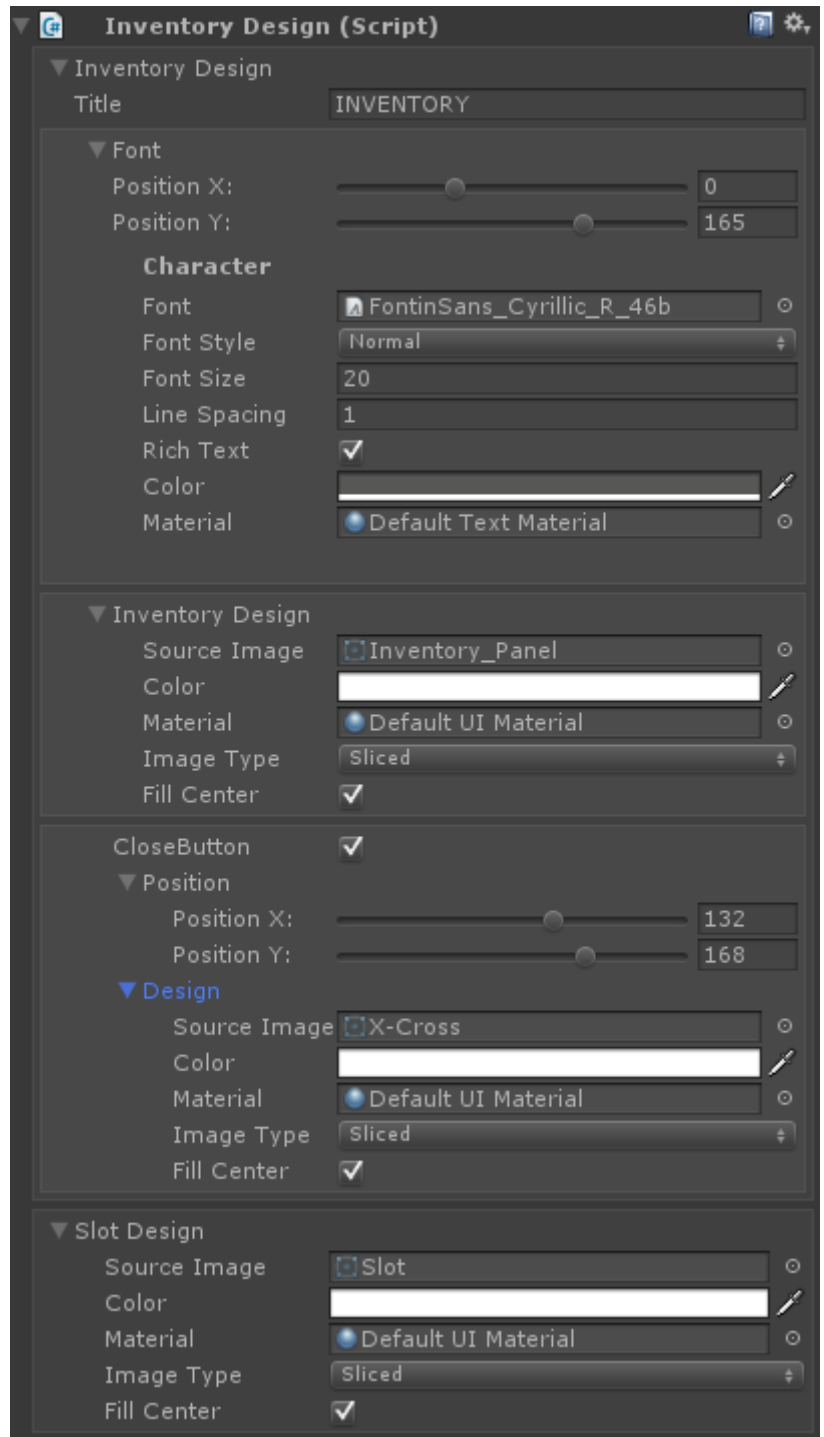 Inventory Design (Script)
Inventory Design
Title INVENTORY
Font
Position X: 0
Position Y: 165
Character
Font FontinSans_Cyrillic_R_46b
Font Style Normal
Font Size 20
Line Spacing 1
Rich Text
Color
Material Default Text Material
Inventory Design
Source Image Inventory_Panel
Color
Material Default UI Material
Image Type Sliced
Fill Center
CloseButton
Position
Position X: 132
Position Y: 168
Design
Source Image X-Cross
Color
Material Default UI Material
Image Type Sliced
Fill Center
Slot Design
Source Image Slot
Color
Material Default UI Material
Image Type Sliced
Fill Center